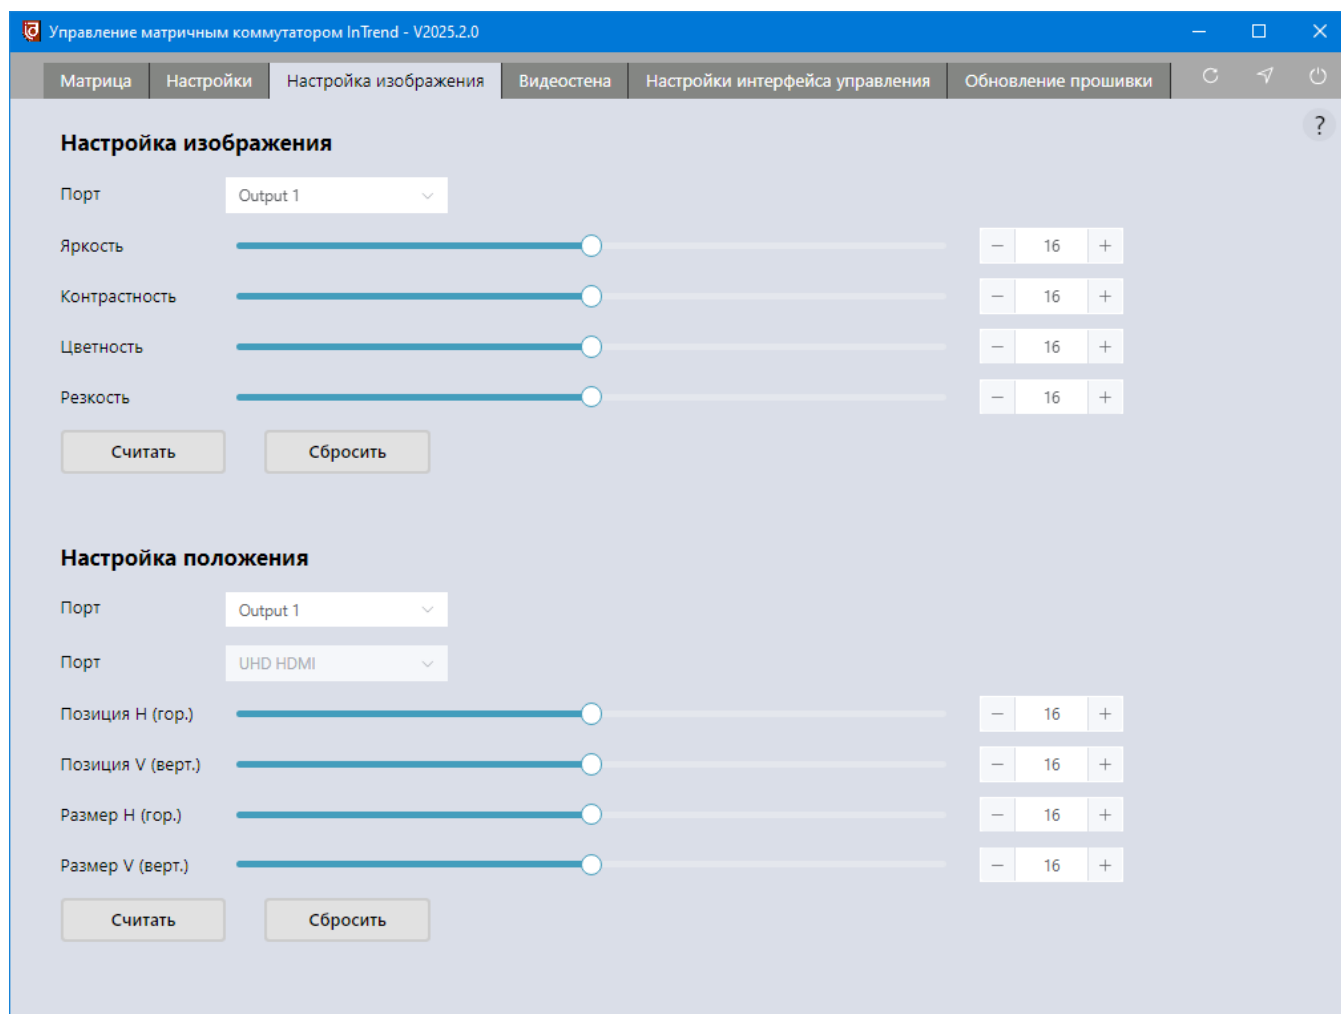 Управление матричным коммутатором InTrend - V2025.2.0
Матрица Настройки Настройка изображения Видеостена Настройки интерфейса управления Обновление прошивки
?
Настройка изображения
Порт Output 1
Яркость − 16 +
Контрастность − 16 +
Цветность − 16 +
Резкость − 16 +
Считать Сбросить
Настройка положения
Порт Output 1
Порт UHD HDMI
Позиция H (гор.) − 16 +
Позиция V (верт.) − 16 +
Размер H (гор.) − 16 +
Размер V (верт.) − 16 +
Считать Сбросить